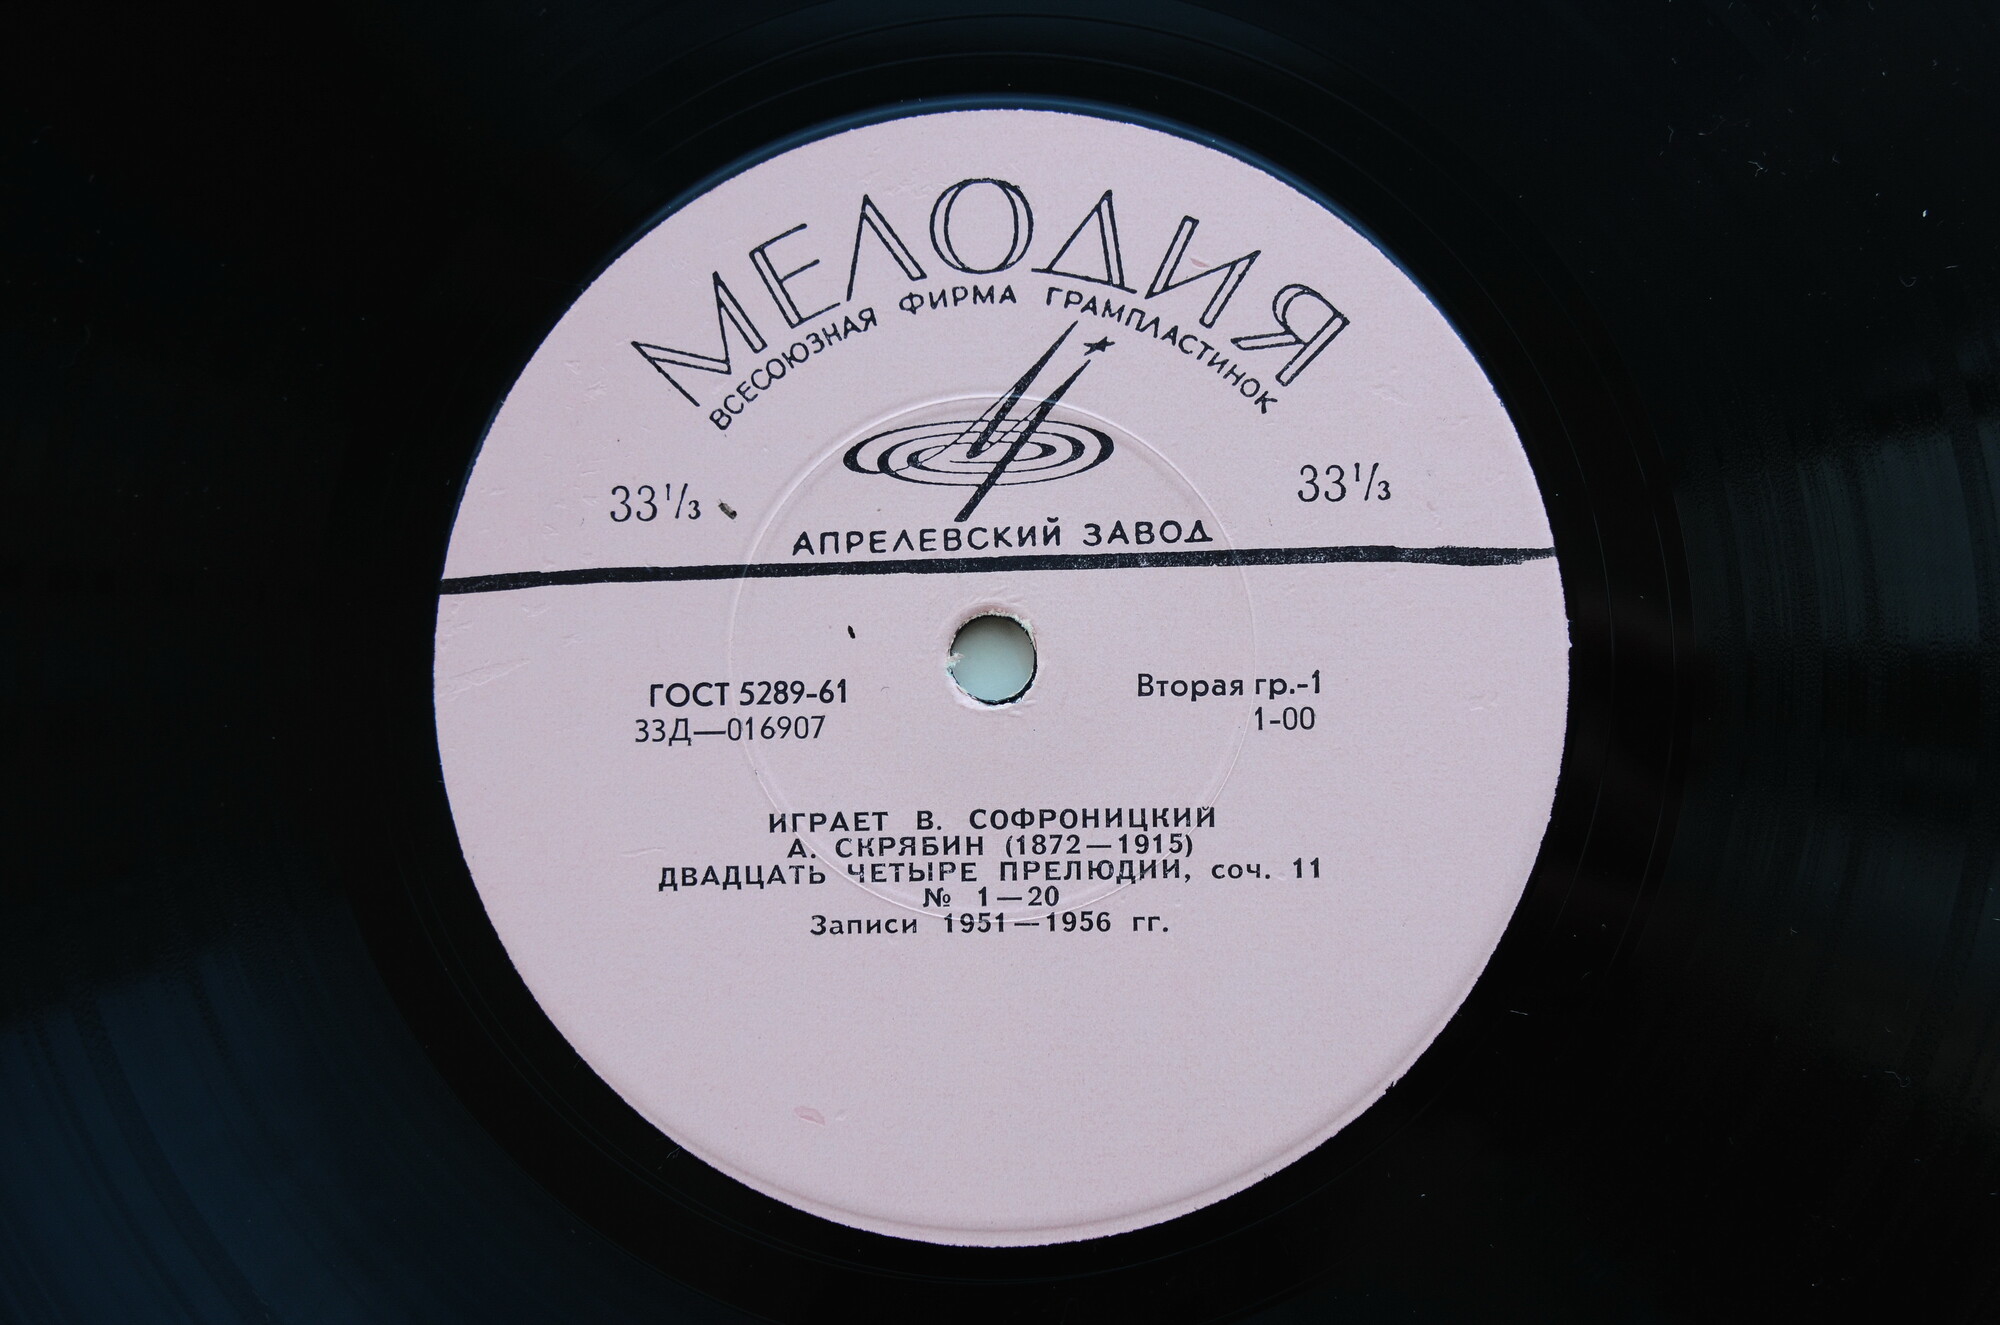 МЕЛОДИЯ
ВСЕСОЮЗНАЯ ФИРМА ГРАМПЛАСТИНОК
33⅓ 33⅓
АПРЕЛЕВСКИЙ ЗАВОД
ГОСТ 5289-61 Вторая гр.-1
33Д—016907 1-00
ИГРАЕТ В. СОФРОНИЦКИЙ
А. СКРЯБИН (1872—1915)
ДВАДЦАТЬ ЧЕТЫРЕ ПРЕЛЮДИИ, соч. 11
№ 1—20
Записи 1951—1956 гг.